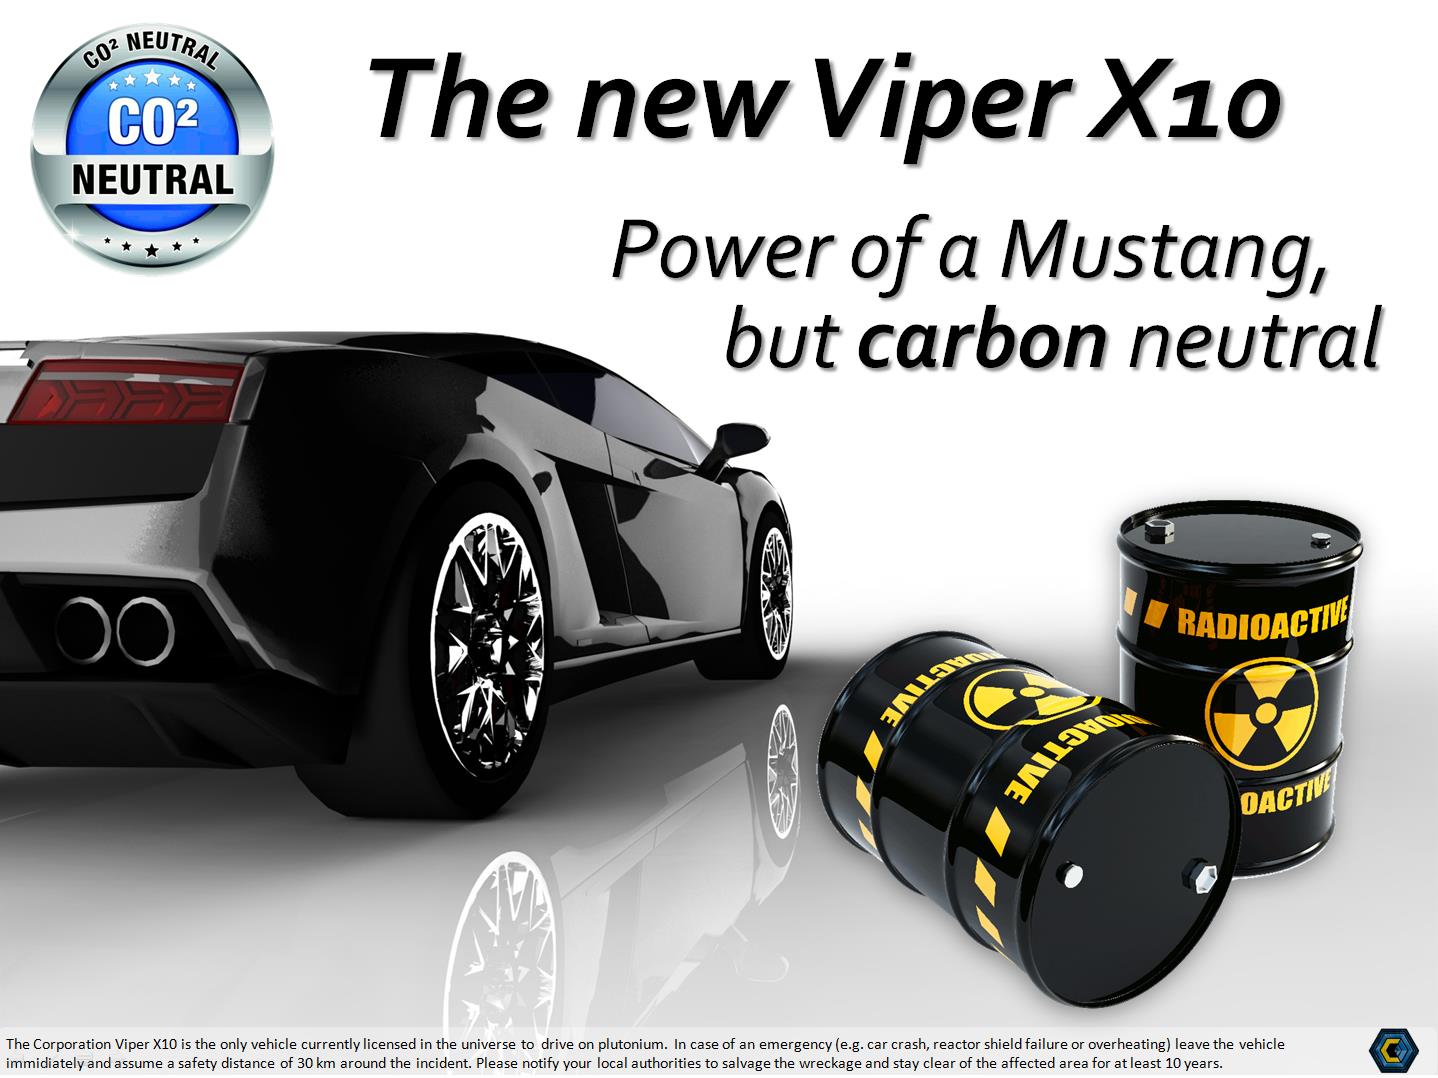 CO² NEUTRAL
CO²
NEUTRAL
The new Viper X10
Power of a Mustang,
but carbon neutral
RADIOACTIVE
OACTIVE
IOACTIVE
OACTIVE
IOACTIVE
The Corporation Viper X10 is the only vehicle currently licensed in the universe to drive on plutonium. In case of an emergency (e.g. car crash, reactor shield failure or overheating) leave the vehicle
immidiately and assume a safety distance of 30 km around the incident. Please notify your local authorities to salvage the wreckage and stay clear of the affected area for at least 10 years.